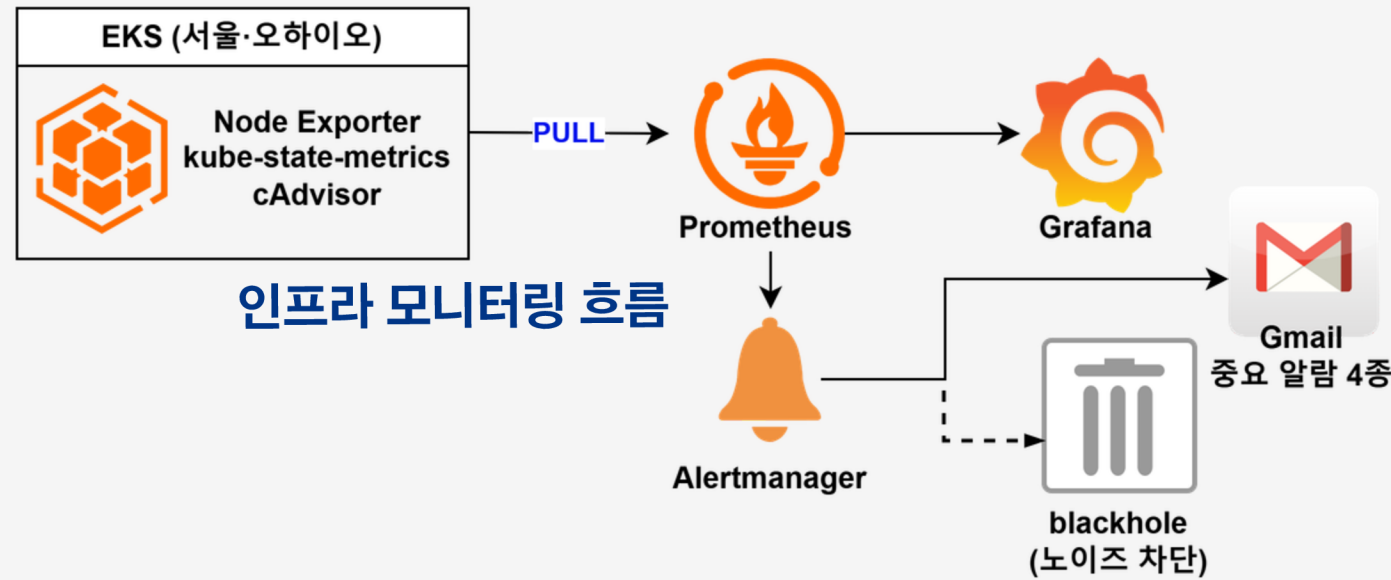 EKS (서울·오하이오)
Node Exporter
kube-state-metrics
cAdvisor
PULL
Prometheus
Grafana
인프라 모니터링 흐름
Gmail
중요 알람 4종
Alertmanager
blackhole
(노이즈 차단)